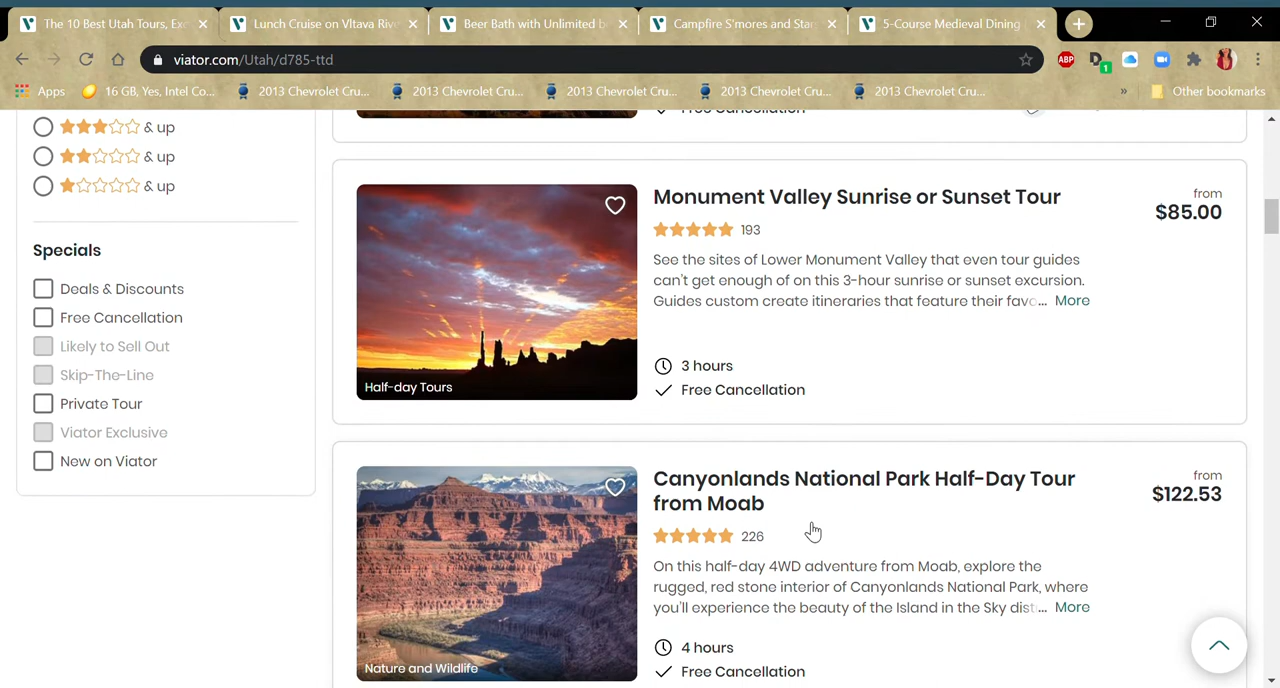 The 10 Best Utah Tours, Ex
Lunch Cruise on Vltava Riv
Beer Bath with Unlimited b
Campfire S'mores and Sta
5-Course Medieval Dining
viator.com/Utah/d785-ttd
ABP
1
Apps
16 GB, Yes, Intel Co...
2013 Chevrolet Cru...
2013 Chevrolet Cru...
2013 Chevrolet Cru...
2013 Chevrolet Cru...
2013 Chevrolet Cru...
»
Other bookmarks
& up
& up
& up
Specials
Deals & Discounts
Free Cancellation
Likely to Sell Out
Skip-The-Line
Private Tour
Viator Exclusive
New on Viator
Free Cancellation
Half-day Tours
Monument Valley Sunrise or Sunset Tour
193
See the sites of Lower Monument Valley that even tour guides
can't get enough of on this 3-hour sunrise or sunset excursion.
Guides custom create itineraries that feature their favo... More
3 hours
Free Cancellation
from
$85.00
Nature and Wildlife
Canyonlands National Park Half-Day Tour
from Moab
226
On this half-day 4WD adventure from Moab, explore the
rugged, red stone interior of Canyonlands National Park, where
you'll experience the beauty of the Island in the Sky dist... More
4 hours
Free Cancellation
from
$122.53